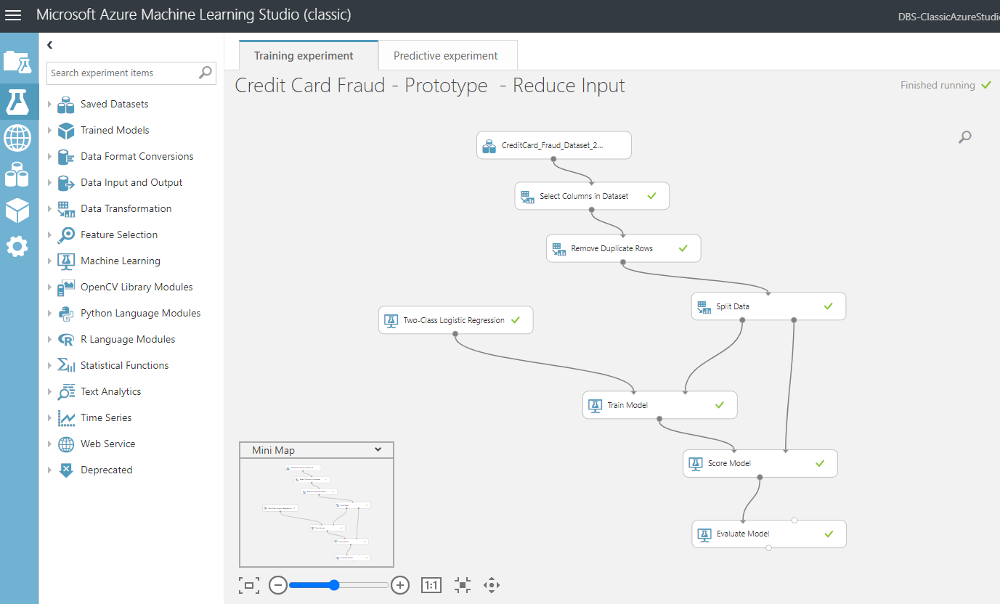 Microsoft Azure Machine Learning Studio (classic)
DBS-ClassicAzureStudi
Training experiment
Predictive experiment
Search experiment items
Credit Card Fraud - Prototype - Reduce Input
Finished running
Saved Datasets
Trained Models
Data Format Conversions
Data Input and Output
Data Transformation
Feature Selection
Machine Learning
OpenCV Library Modules
Python Language Modules
R Language Modules
Statistical Functions
Text Analytics
Time Series
Web Service
Deprecated
CreditCard_Fraud_Dataset_2...
Select Columns in Dataset
Remove Duplicate Rows
Split Data
Two-Class Logistic Regression
Train Model
Score Model
Evaluate Model
Mini Map
1:1